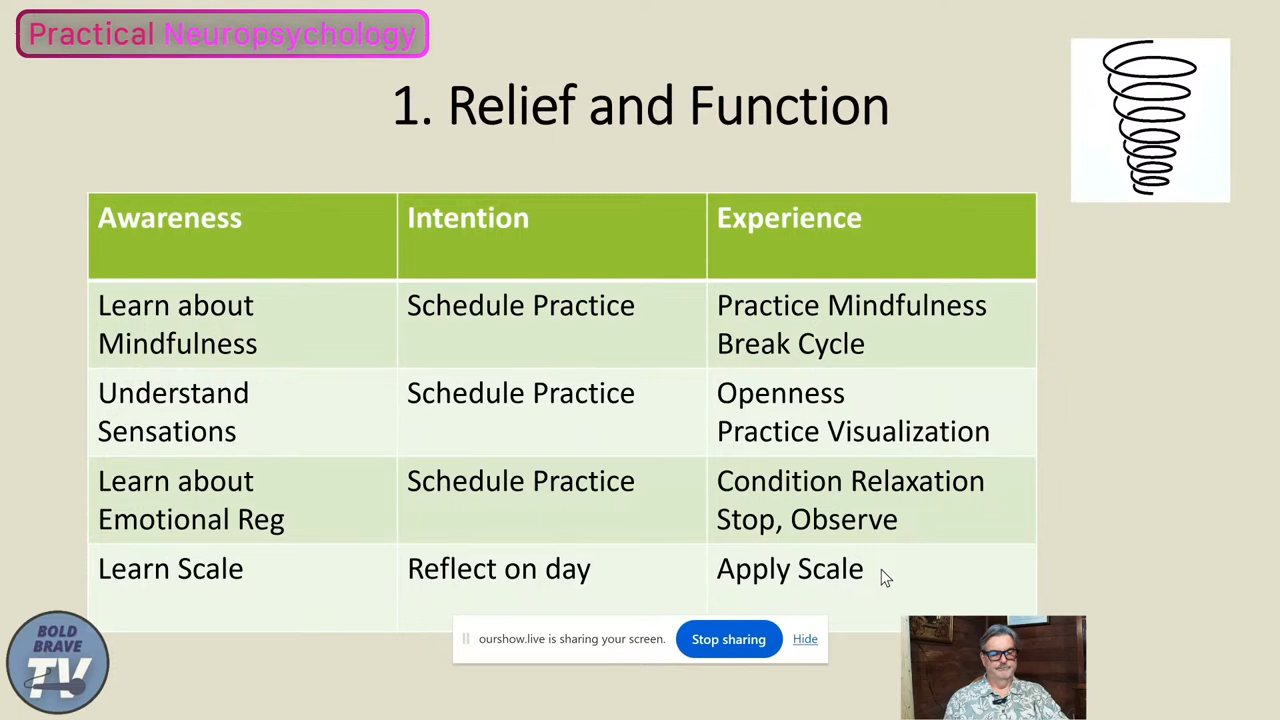 Practical Neuropsychology
1. Relief and Function
Awareness
Intention
Experience
Learn about
Mindfulness
Schedule Practice
Practice Mindfulness
Break Cycle
Understand
Sensations
Schedule Practice
Openness
Practice Visualization
Learn about
Emotional Reg
Schedule Practice
Condition Relaxation
Stop, Observe
Learn Scale
Reflect on day
Apply Scale
ourshow.live is sharing your screen.
Stop sharing
Hide
BOLD
BRAVE
TV